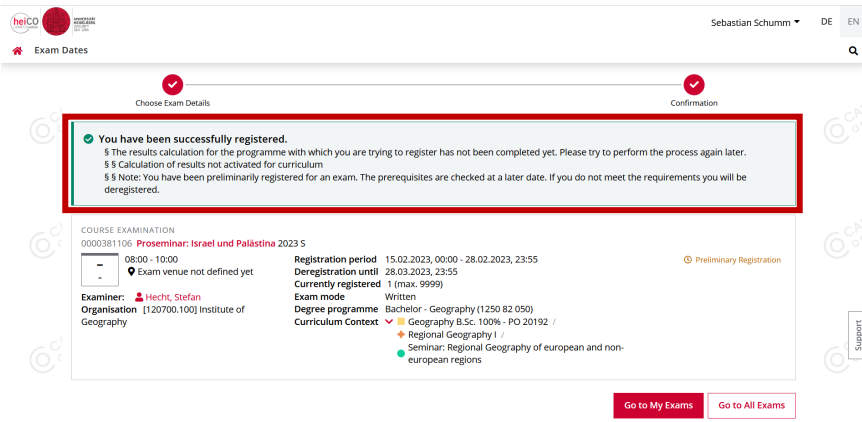 heiCO
UNIVERSITÄT
HEIDELBERG
ZUKUNFT
SEIT 1386
Sebastian Schumm
DE
EN
Exam Dates
Choose Exam Details
Confirmation
You have been successfully registered.
§ The results calculation for the programme with which you are trying to register has not been completed yet. Please try to perform the process again later.
§ § Calculation of results not activated for curriculum
§ § Note: You have been preliminarily registered for an exam. The prerequisites are checked at a later date. If you do not meet the requirements you will be
deregistered.
COURSE EXAMINATION
0000381106 Proseminar: Israel und Palästina 2023 S
- 
-
08:00 - 10:00
Exam venue not defined yet
Examiner: Hecht, Stefan
Organisation [120700.100] Institute of
Geography
Registration period 15.02.2023, 00:00 - 28.02.2023, 23:55
Deregistration until 28.03.2023, 23:55
Currently registered 1 (max. 9999)
Exam mode Written
Degree programme Bachelor - Geography (1250 82 050)
Curriculum Context Geography B.Sc. 100% - PO 20192 /
Regional Geography I /
Seminar: Regional Geography of european and non-
european regions
Preliminary Registration
Support
Go to My Exams
Go to All Exams